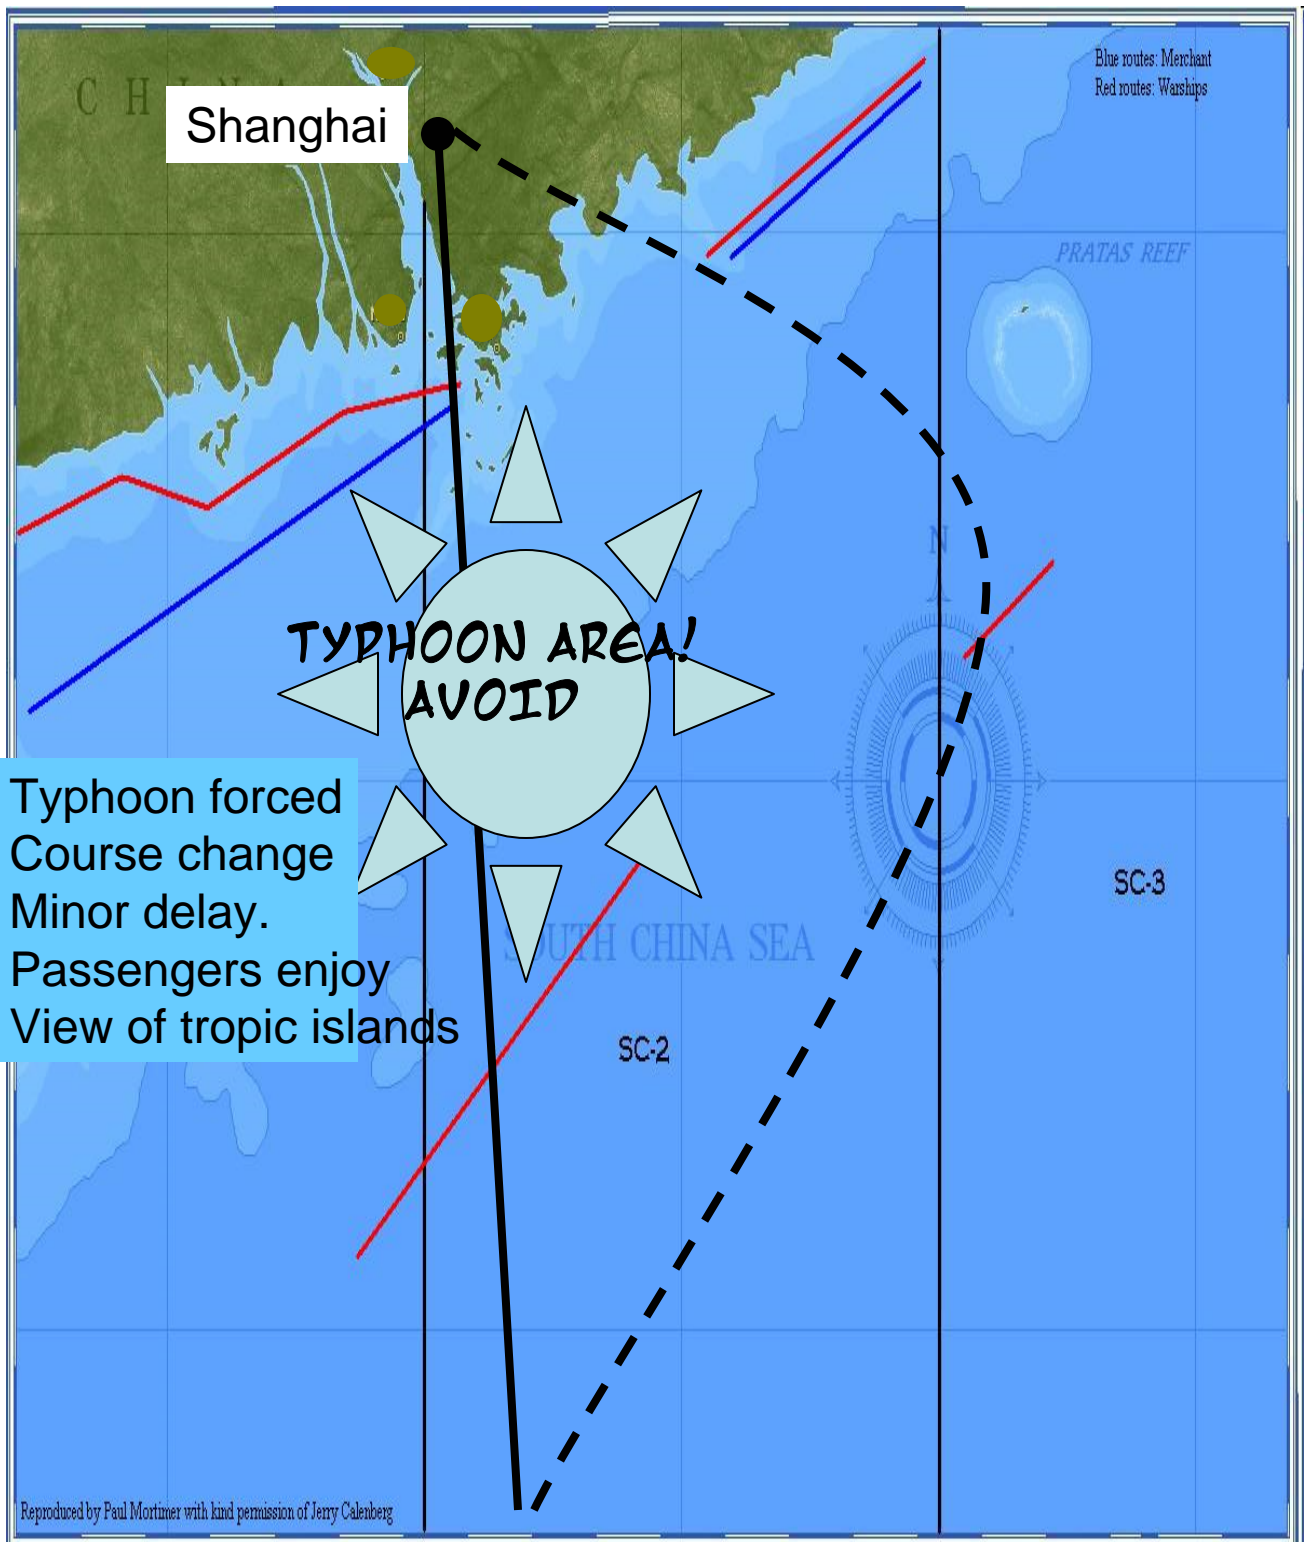 Blue routes: Merchant
Red routes: Warships
C H I N A
Shanghai
PRATAS REEF
N
TYPHOON AREA!
AVOID
Typhoon forced
Course change
Minor delay.
Passengers enjoy
View of tropic islands
SC-3
SOUTH CHINA SEA
SC-2
Reproduced by Paul Mortimer with kind permission of Jerry Calenberg